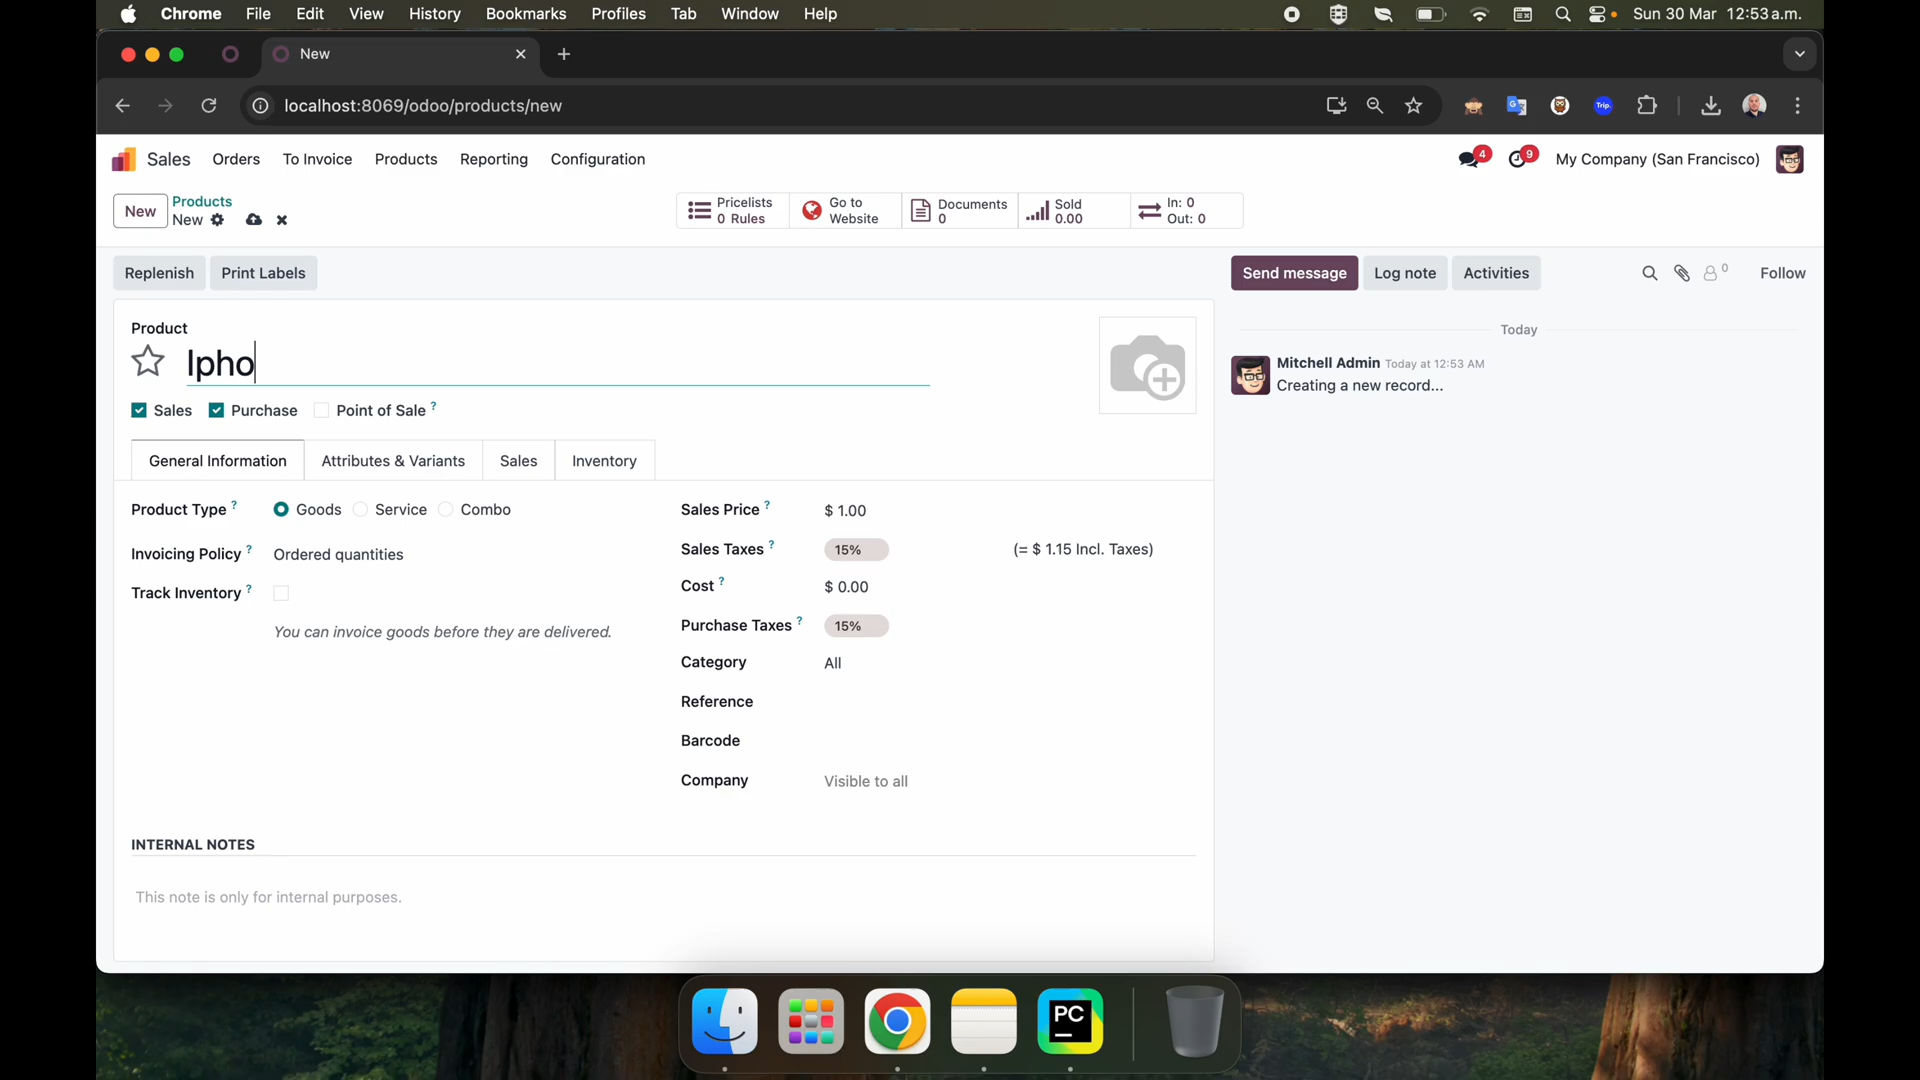 Chrome File Edit View History Bookmarks Profiles Tab Window Help Sun 30 Mar 12:53 a.m.
New
localhost:8069/odoo/products/new
Trip.
Sales Orders To Invoice Products Reporting Configuration 4 9 My Company (San Francisco)
New
Products
New
Pricelists
0 Rules
Go to
Website
Documents
0
Sold
0.00
In: 0
Out: 0
Replenish Print Labels
Send message Log note Activities 0 Follow
Product
Ipho
Sales Purchase Point of Sale ?
General Information Attributes & Variants Sales Inventory
Product Type ? Goods Service Combo
Invoicing Policy ? Ordered quantities
Track Inventory ?
You can invoice goods before they are delivered.
Sales Price ? $ 1.00
Sales Taxes ? 15% (= $ 1.15 Incl. Taxes)
Cost ? $ 0.00
Purchase Taxes ? 15%
Category All
Reference
Barcode
Company Visible to all
INTERNAL NOTES
This note is only for internal purposes.
Today
Mitchell Admin Today at 12:53 AM
Creating a new record...
PC